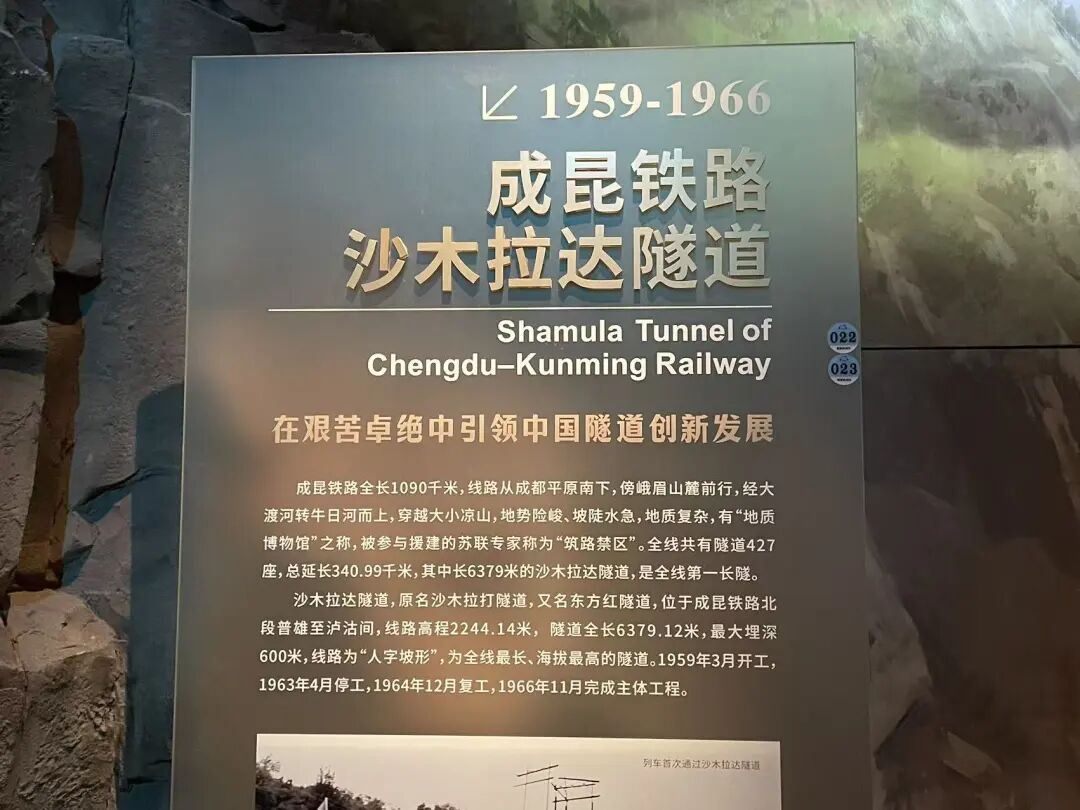 1959-1966
成昆铁路
沙木拉达隧道
Shamula Tunnel of
Chengdu–Kunming Railway
022
023
在艰苦卓绝中引领中国隧道创新发展
成昆铁路全长1090千米，线路从成都平原南下，傍峨眉山麓前行，经大
渡河转牛日河而上，穿越大小凉山，地势险峻、坡陡水急，地质复杂，有“地质
博物馆”之称，被参与援建的苏联专家称为“筑路禁区”。全线共有隧道427
座，总延长340.99千米，其中长6379米的沙木拉达隧道，是全线第一长隧。
沙木拉达隧道，原名沙木拉打隧道，又名东方红隧道，位于成昆铁路北
段普雄至泸沽间，线路高程2244.14米，隧道全长6379.12米，最大埋深
600米，线路为“人字坡形”，为全线最长、海拔最高的隧道。1959年3月开工，
1963年4月停工，1964年12月复工，1966年11月完成主体工程。
列车首次通过沙木拉达隧道